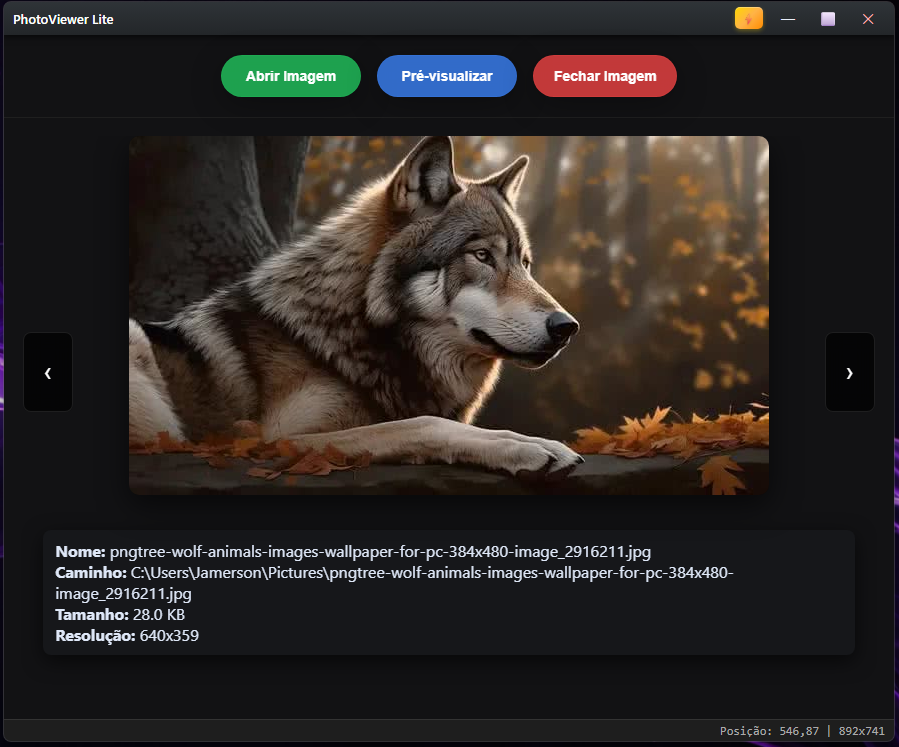 PhotoViewer Lite
Abrir Imagem Pré-visualizar Fechar Imagem
Nome: pngtree-wolf-animals-images-wallpaper-for-pc-384x480-image_2916211.jpg
Caminho: C:\Users\Jamerson\Pictures\pngtree-wolf-animals-images-wallpaper-for-pc-384x480-
image_2916211.jpg
Tamanho: 28.0 KB
Resolução: 640x359
Posição: 546,87 | 892x741